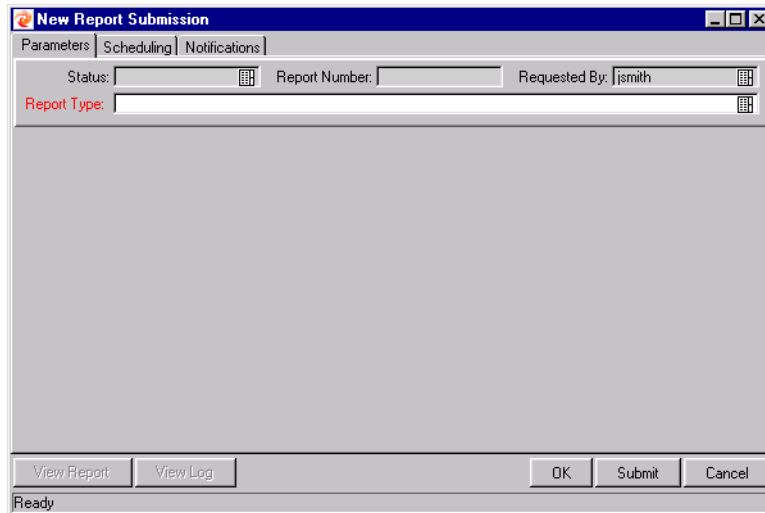 New Report Submission
Parameters Scheduling Notifications
Status: Report Number: Requested By: jsmith
Report Type:
View Report View Log OK Submit Cancel
Ready